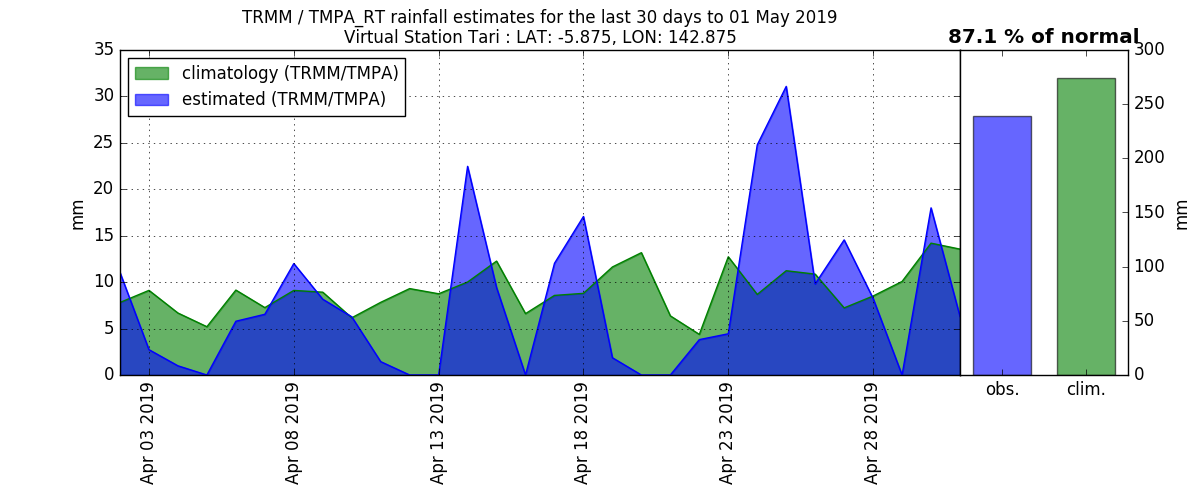 TRMM / TMPA_RT rainfall estimates for the last 30 days to 01 May 2019
Virtual Station Tari : LAT: -5.875, LON: 142.875
87.1 % of normal
climatology (TRMM/TMPA)
estimated (TRMM/TMPA)
mm
35
30
25
20
15
10
5
0
Apr 03 2019
Apr 08 2019
Apr 13 2019
Apr 18 2019
Apr 23 2019
Apr 28 2019
300
250
200
150
100
50
0
mm
obs.
clim.